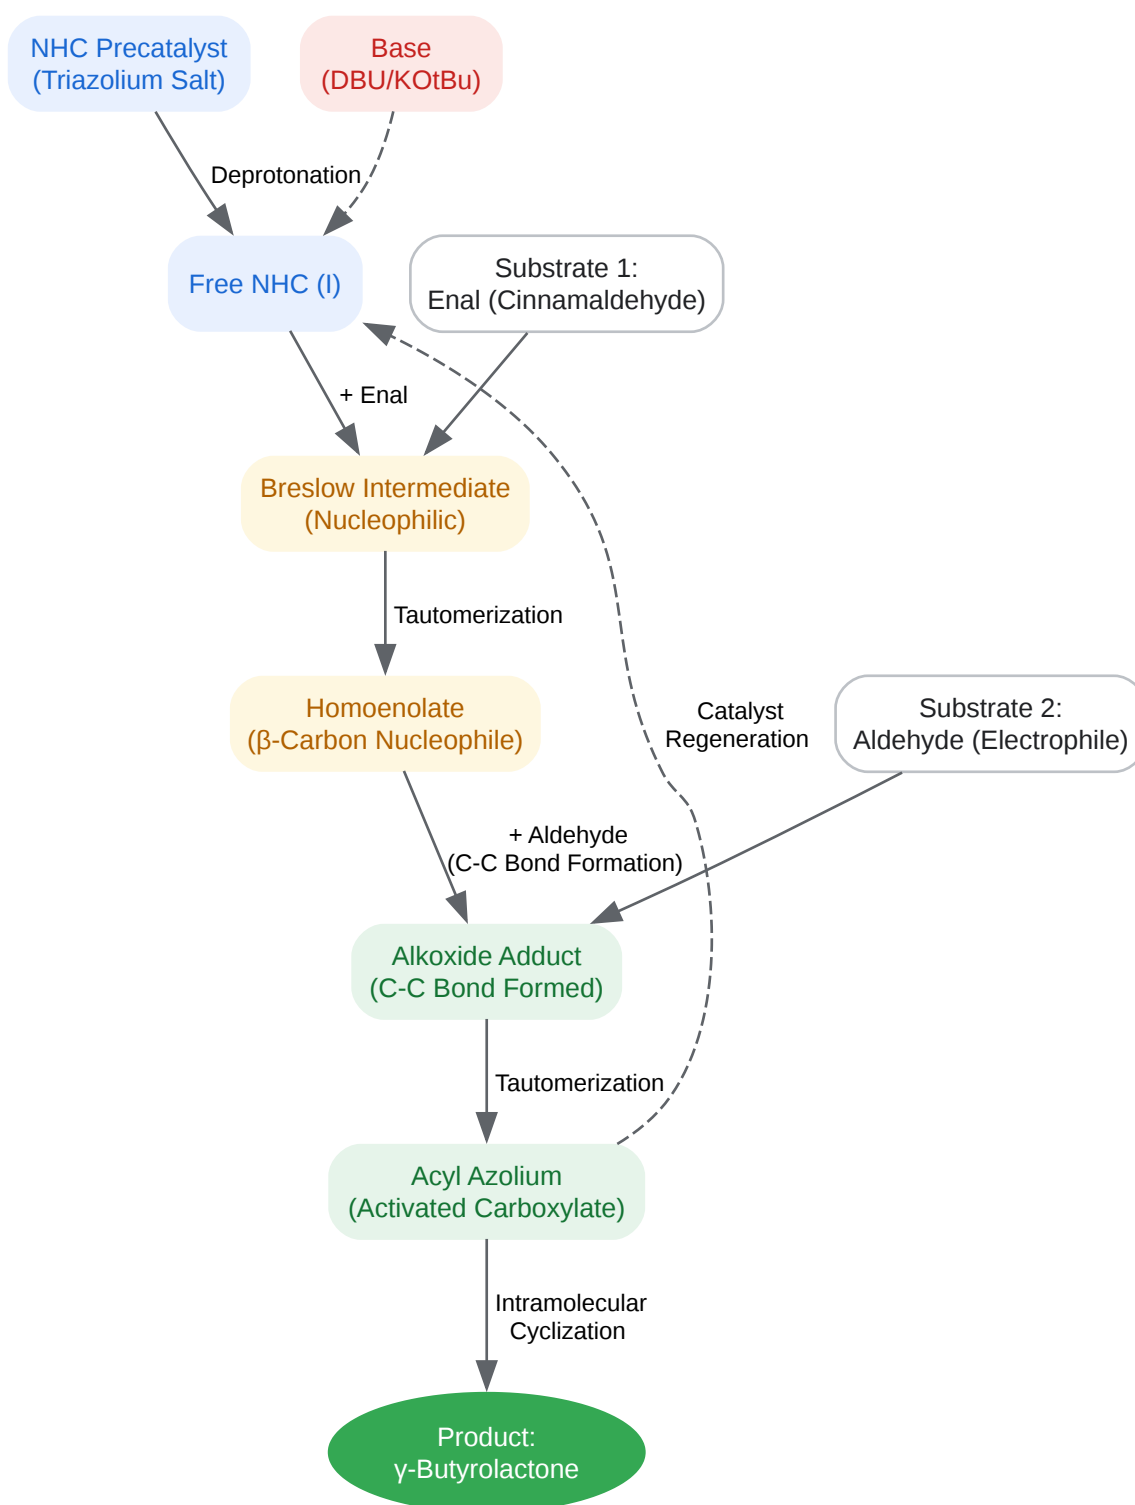 NHC Precatalyst
(Triazolium Salt)
Base
(DBU/KOtBu)
Deprotonation
Free NHC (I)
Substrate 1:
Enal (Cinnamaldehyde)
+ Enal
Breslow Intermediate
(Nucleophilic)
Tautomerization
Homoenolate
(β-Carbon Nucleophile)
Catalyst
Regeneration
Substrate 2:
Aldehyde (Electrophile)
+ Aldehyde
(C-C Bond Formation)
Alkoxide Adduct
(C-C Bond Formed)
Tautomerization
Acyl Azolium
(Activated Carboxylate)
Intramolecular
Cyclization
Product:
γ-Butyrolactone